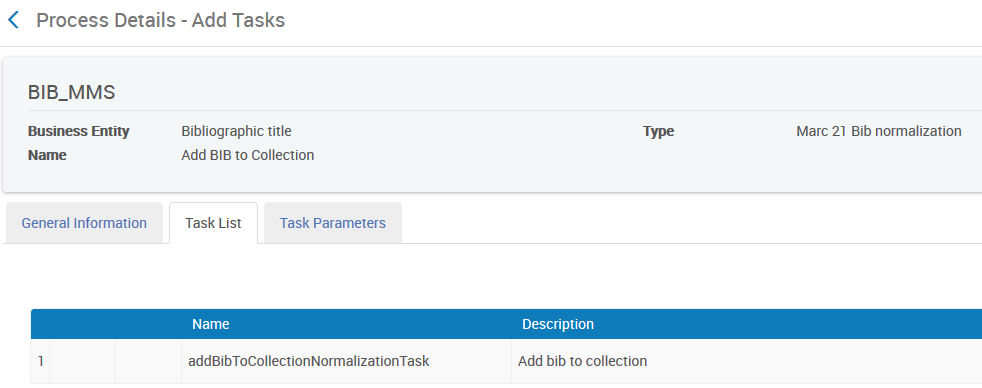 Process Details - Add Tasks
BIB_MMS
Business Entity Bibliographic title Type Marc 21 Bib normalization
Name Add BIB to Collection
General Information Task List Task Parameters
Name Description
1 addBibToCollectionNormalizationTask Add bib to collection